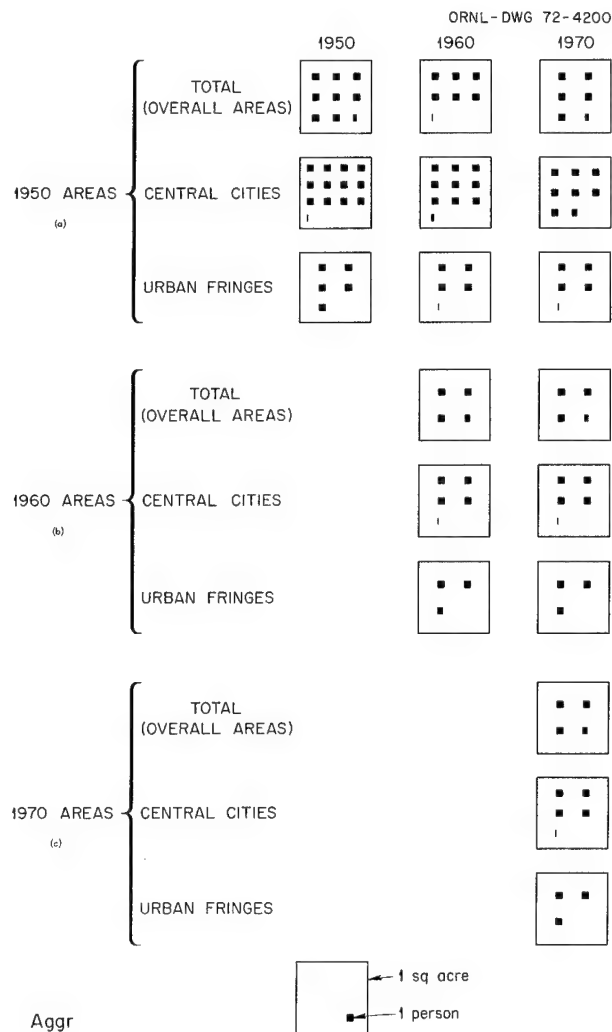 ORNL-DWG 72-4200
1950 1960 1970
TOTAL
(OVERALL AREAS)
1950 AREAS CENTRAL CITIES
(a)
URBAN FRINGES
TOTAL
(OVERALL AREAS)
1960 AREAS CENTRAL CITIES
(b)
URBAN FRINGES
TOTAL
(OVERALL AREAS)
1970 AREAS CENTRAL CITIES
(c)
URBAN FRINGES
1 sq acre
1 person
Aggr